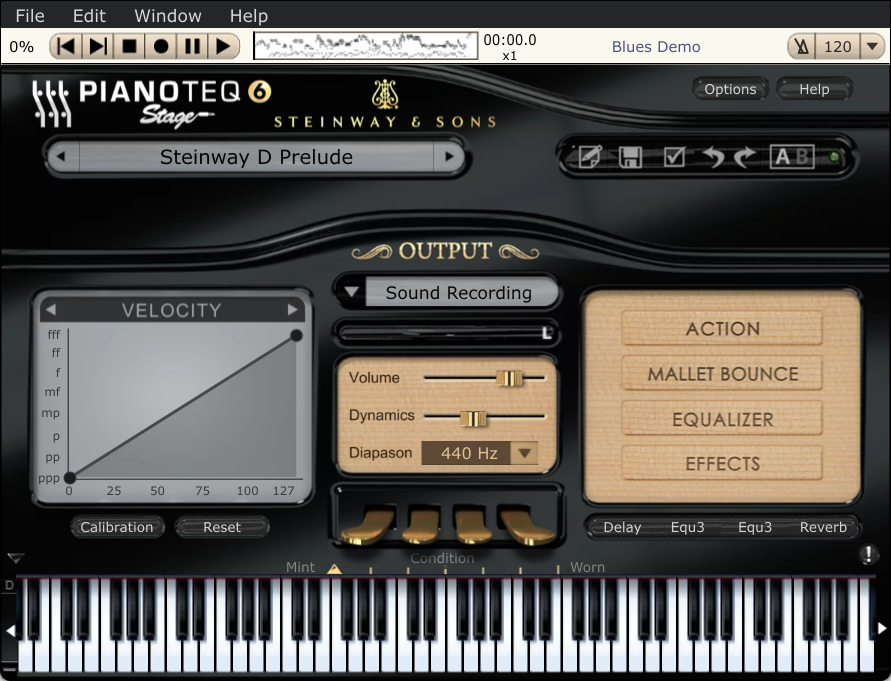 File Edit Window Help
0% 00:00.0 Blues Demo 120
x1
PIANOTEQ 6 Options Help
Stage
STEINWAY & SONS
Steinway D Prelude AB
OUTPUT
Sound Recording
VELOCITY
L
fff
ff
f
mf
mp
p
pp
ppp
0 25 50 75 100 127
Calibration Reset
Volume
Dynamics
Diapason 440 Hz
ACTION
MALLET BOUNCE
EQUALIZER
EFFECTS
Delay Equ3 Equ3 Reverb
Condition
Mint Worn
!
D